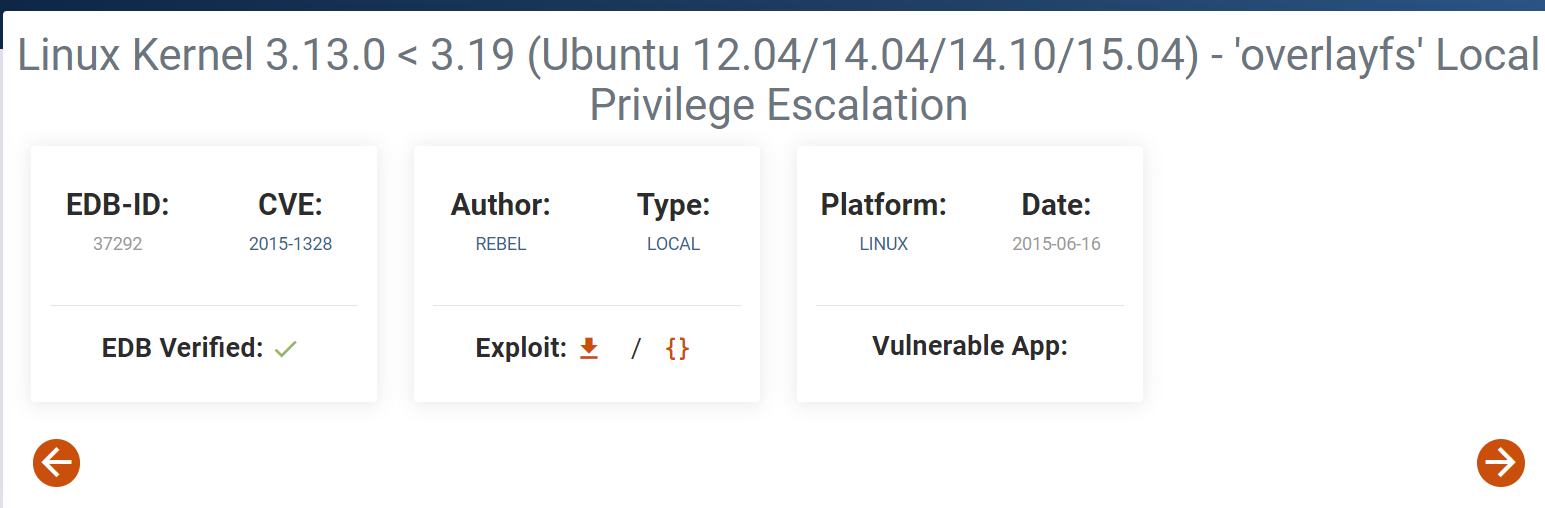 Linux Kernel 3.13.0 < 3.19 (Ubuntu 12.04/14.04/14.10/15.04) - 'overlayfs' Local
Privilege Escalation
EDB-ID:
37292
CVE:
2015-1328
EDB Verified:
Author:
REBEL
Type:
LOCAL
Exploit: / {}
Platform:
LINUX
Date:
2015-06-16
Vulnerable App: